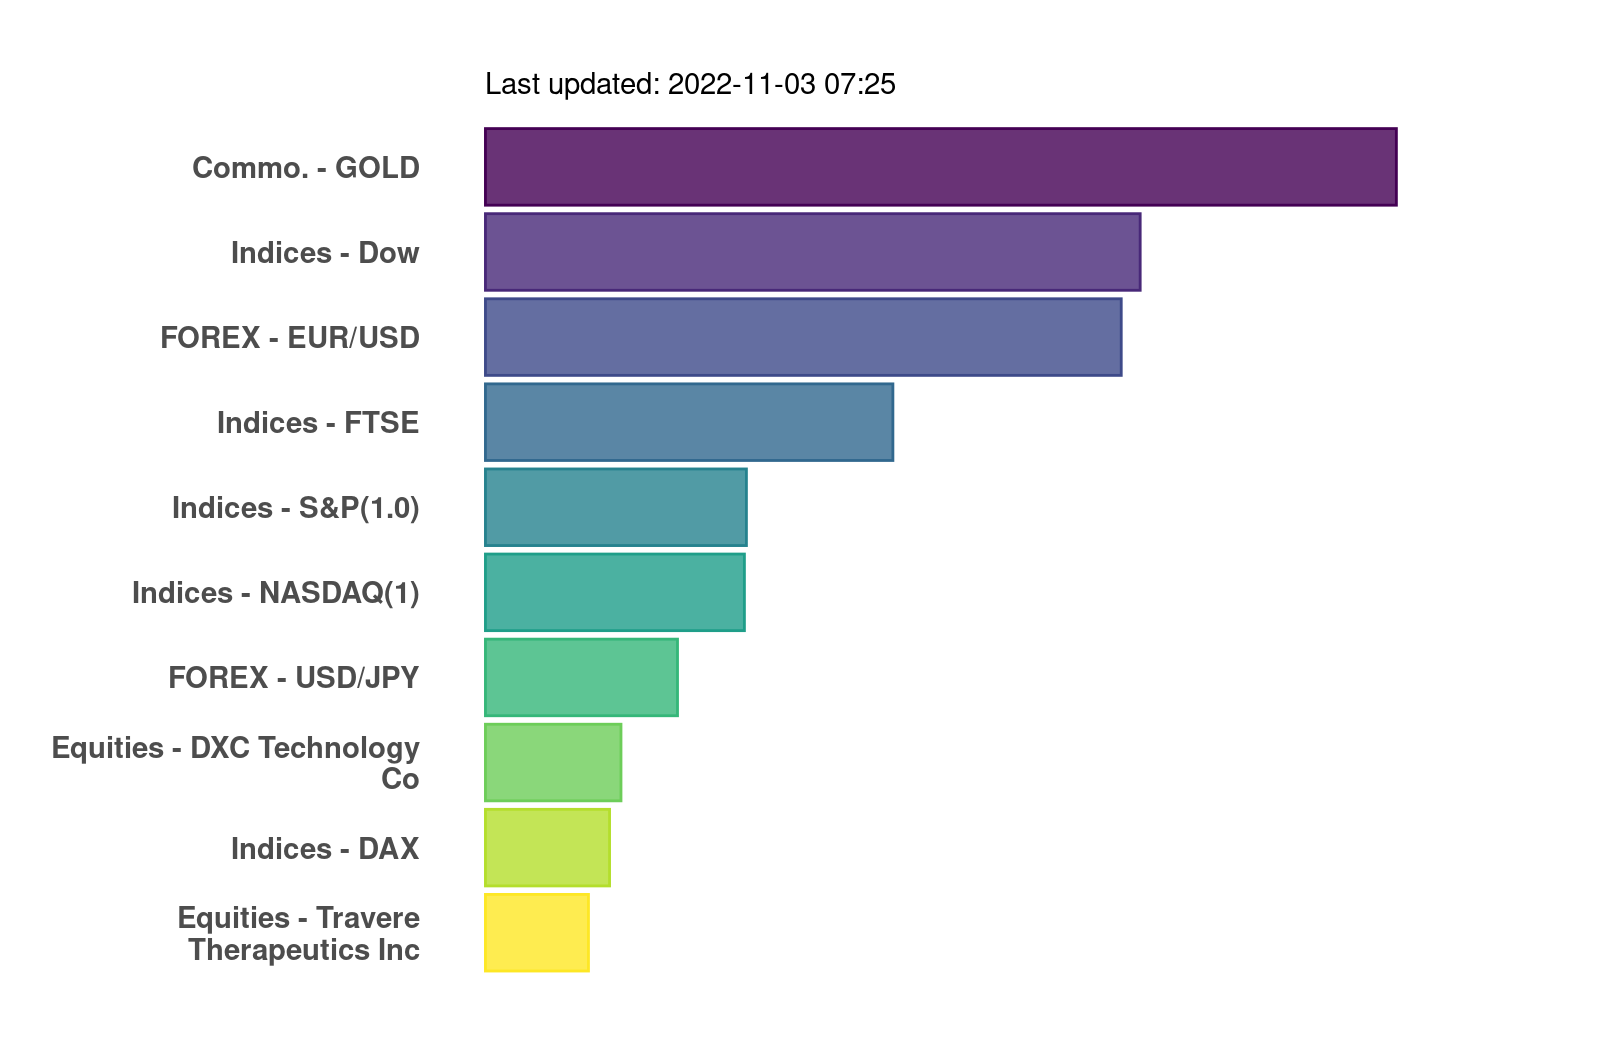 Last updated: 2022-11-03 07:25
Commo. - GOLD
Indices - Dow
FOREX - EUR/USD
Indices - FTSE
Indices - S&P(1.0)
Indices - NASDAQ(1)
FOREX - USD/JPY
Equities - DXC Technology
Co
Indices - DAX
Equities - Travere
Therapeutics Inc